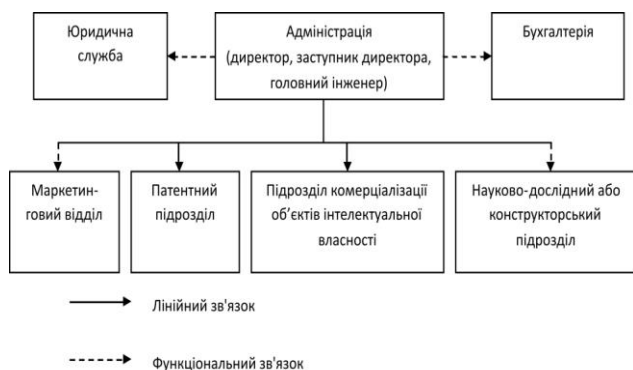 Юридична
служба
Адміністрація
(директор, заступник директора,
головний інженер)
Бухгалтерія
Маркетин-
говий відділ
Патентний
підрозділ
Підрозділ комерціалізації
об’єктів інтелектуальної
власності
Науково-дослідний або
конструкторський
підрозділ
Лінійний зв'язок
Функціональний зв'язок